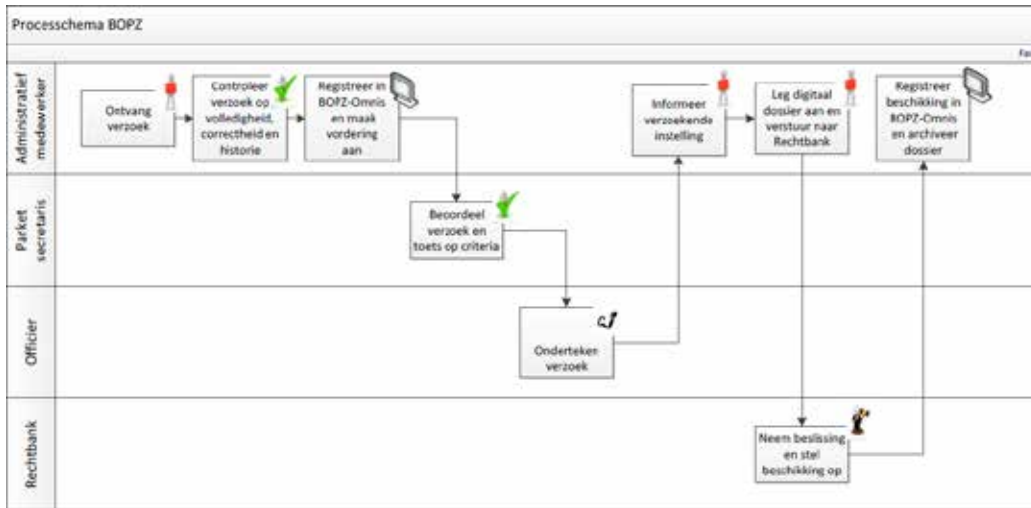 Processchema BOPZ
Administratief
medewerker
Ontvang
verzoek
Controleer
verzoek op
volledigheid,
correctheid en
historie
Registreer in
BOPZ-Omnis
en maak
vordering
aan
Informeer
verzoekende
instelling
Leg digitaal
dossier aan en
verstuur naar
Rechtbank
Registreer
beschikking in
BOPZ-Omnis
en archiveer
dossier
Parket
secretaris
Beoordeel
verzoek en
toets op criteria
Officier
Onderteken
verzoek
Rechtbank
Neem beslissing
en stel
beschikking op